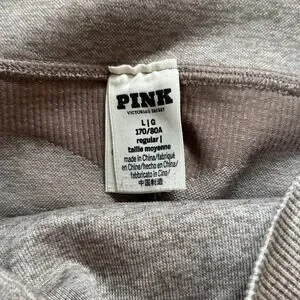 PINK
VICTORIA'S SECRET
L | G
170/80A
regular |
taille moyenne
made in China/fabriqué
en Chine/hecho en China/
fabbricato in Cina/
中国制造